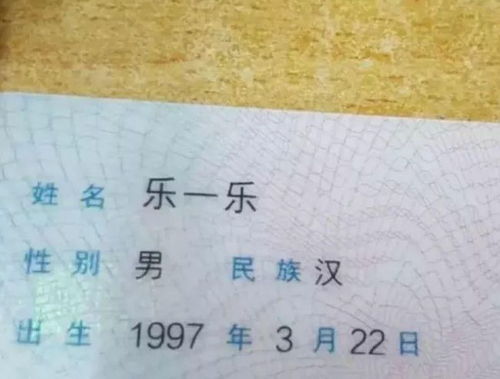 姓名 乐一乐
性别 男 民族 汉
出生 1997 年 3 月 22 日